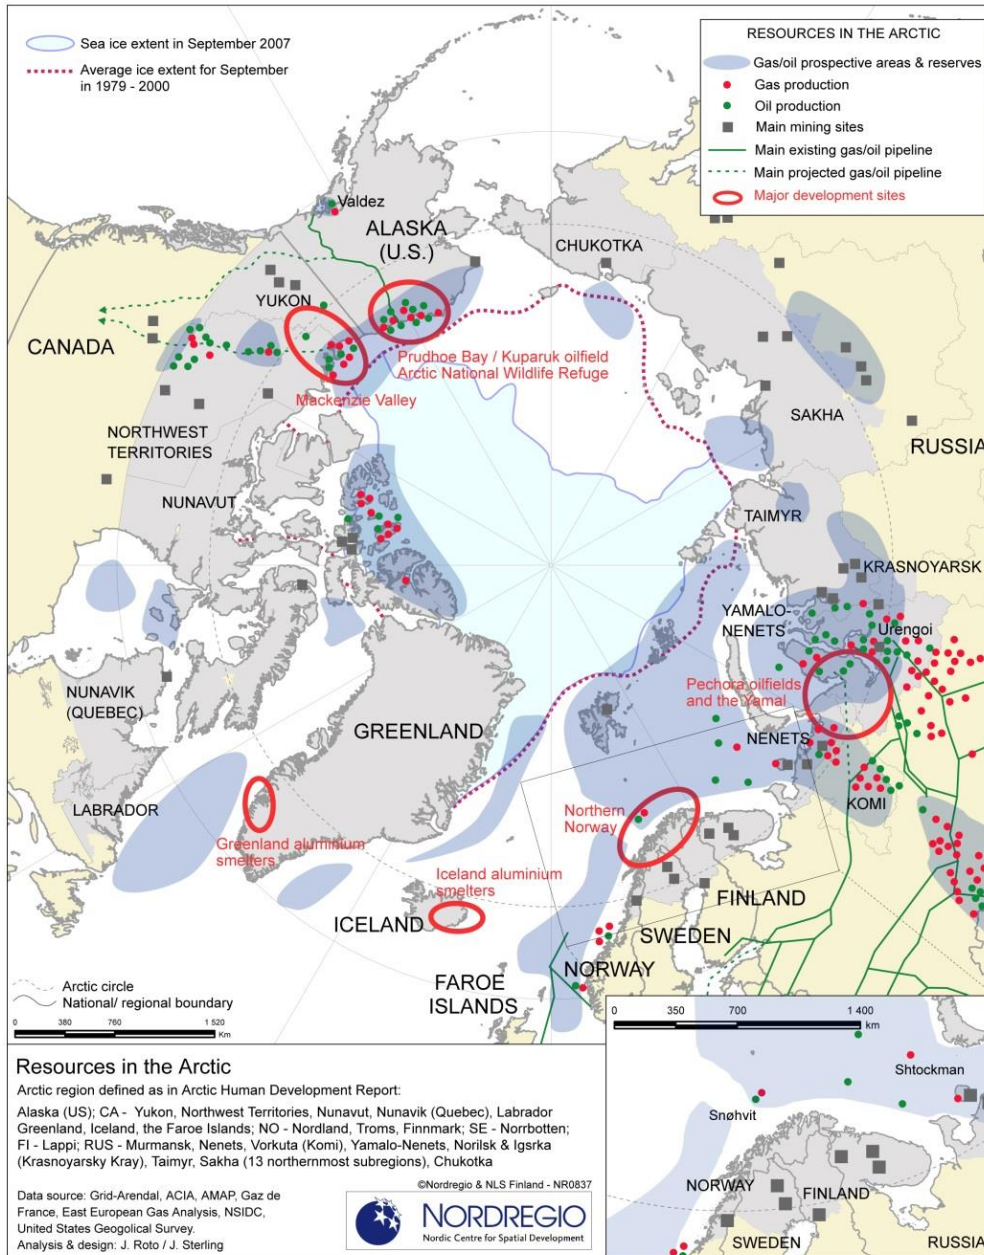 Sea ice extent in September 2007
Average ice extent for September
in 1979 - 2000
RESOURCES IN THE ARCTIC
Gas/oil prospective areas & reserves
Gas production
Oil production
Main mining sites
Main existing gas/oil pipeline
Main projected gas/oil pipeline
Major development sites
Valdez
ALASKA
(U.S.)
CHUKOTKA
YUKON
CANADA
Prudhoe Bay / Kuparuk oilfield
Arctic National Wildlife Refuge
Mackenzie Valley
SAKHA
NORTHWEST
TERRITORIES
RUSSIA
NUNAVUT
TAIMYR
KRASNOYARSK
YAMALO-
NENETS
Urengoi
NUNAVIK
(QUEBEC)
Pechora oilfields
and the Yamal
GREENLAND
NENETS
LABRADOR
KOMI
Northern
Norway
Greenland aluminium
smelters
Iceland aluminium
smelters
FINLAND
ICELAND
SWEDEN
NORWAY
FAROE
ISLANDS
Arctic circle
National/ regional boundary
0 380 760 1 520
Km
0 350 700 1 400
km
Shtockman
Snøhvit
NORWAY
FINLAND
SWEDEN
RUSSIA
Resources in the Arctic
Arctic region defined as in Arctic Human Development Report:
Alaska (US); CA - Yukon, Northwest Territories, Nunavut, Nunavik (Quebec), Labrador
Greenland, Iceland, the Faroe Islands; NO - Nordland, Troms, Finnmark; SE - Norrbotten;
FI - Lappi; RUS - Murmansk, Nenets, Vorkuta (Komi), Yamalo-Nenets, Norilsk & Igsrka
(Krasnoyarsky Kray), Taimyr, Sakha (13 northernmost subregions), Chukotka
©Nordregio & NLS Finland - NR0837
Data source: Grid-Arendal, ACIA, AMAP, Gaz de
France, East European Gas Analysis, NSIDC,
United States Geogolical Survey.
Analysis & design: J. Roto / J. Sterling
NORDREGIO
Nordic Centre for Spatial Development